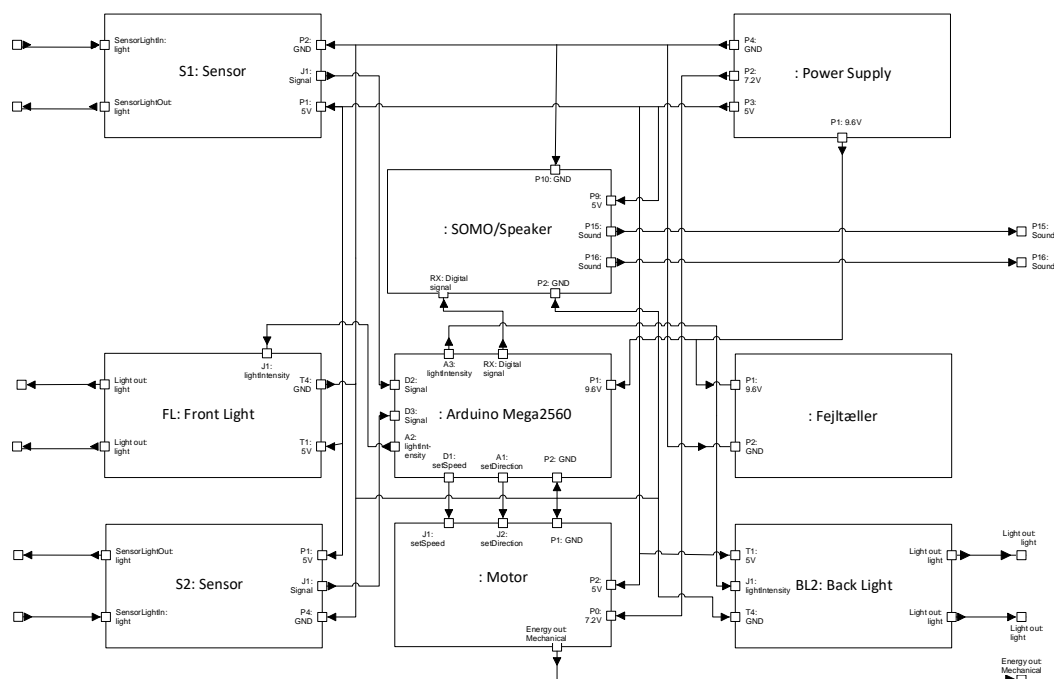 SensorLightIn:
light
P2:
GND
S1: Sensor
J1:
Signal
SensorLightOut:
light
P1:
5V
P4:
GND
P2:
7.2V
: Power Supply
P3:
5V
P1: 9.6V
P10: GND
P9:
5V
: SOMO/Speaker
P15:
Sound
P16:
Sound
RX: Digital
signal
P2: GND
P15:
Sound
P16:
Sound
J1:
lightIntensity
Light out:
light
T4:
GND
FL: Front Light
Light out:
light
T1:
5V
A3:
lightIntensity
RX: Digital
signal
D2:
Signal
P1:
9.6V
D3:
Signal
: Arduino Mega2560
A2:
lightInt-
ensity
D1:
setSpeed
A1:
setDirection
P2: GND
P1:
9.6V
: Fejltæller
P2:
GND
SensorLightOut:
light
P1:
5V
S2: Sensor
J1:
Signal
SensorLightIn:
light
P4:
GND
J1:
setSpeed
J2:
setDirection
P1: GND
: Motor
P2:
5V
P0:
7.2V
Energy out:
Mechanical
T1:
5V
Light out:
light
J1:
lightIntensity
BL2: Back Light
T4:
GND
Light out:
light
Light out:
light
Light out:
light
Energy out:
Mechanical